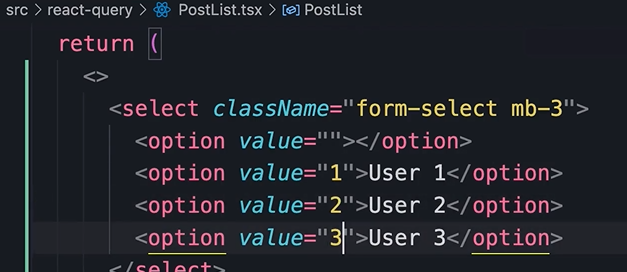 src > react-query > PostList.tsx > PostList
return (
<>
<select className="form-select mb-3">
<option value=""></option>
<option value="1">User 1</option>
<option value="2">User 2</option>
<option value="3">User 3</option>
</select>